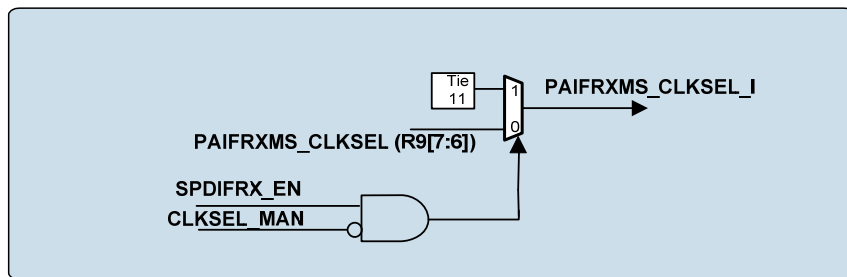 Tie
11
1
PAIFRXMS_CLKSEL_I
0
PAIFRXMS_CLKSEL (R9[7:6])
SPDIFRX_EN
CLKSEL_MAN